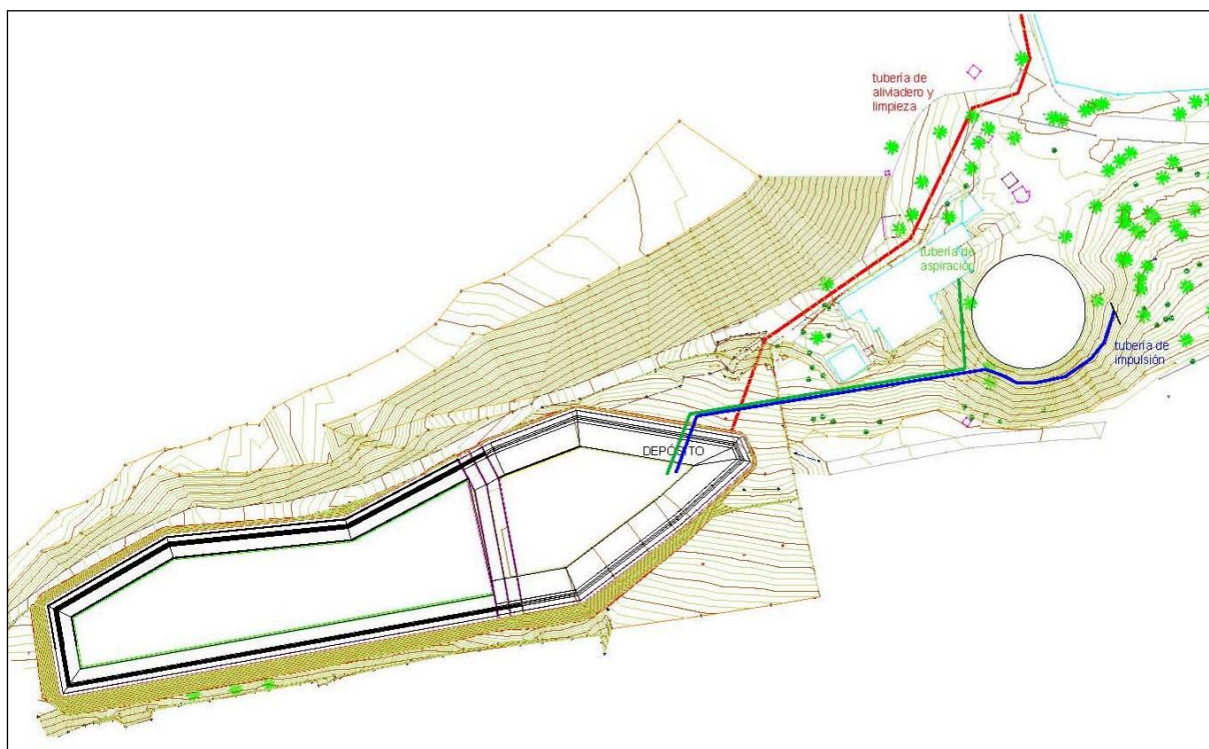 tubería de
aliviadero y
limpieza
tubería de
aspiración
tubería de
impulsión
DEPÓSITO